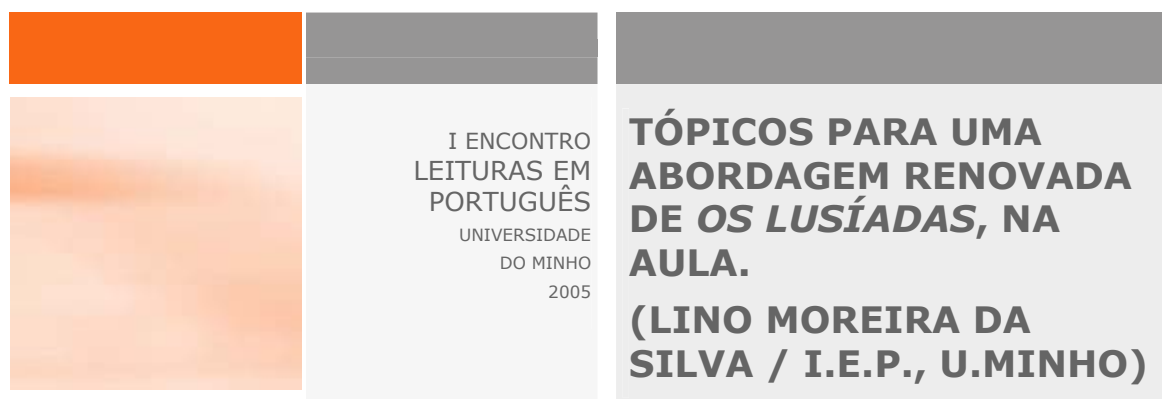 I ENCONTRO
LEITURAS EM
PORTUGUÊS
UNIVERSIDADE
DO MINHO
2005
TÓPICOS PARA UMA
ABORDAGEM RENOVADA
DE OS LUSÍADAS, NA
AULA.
(LINO MOREIRA DA
SILVA / I.E.P., U.MINHO)